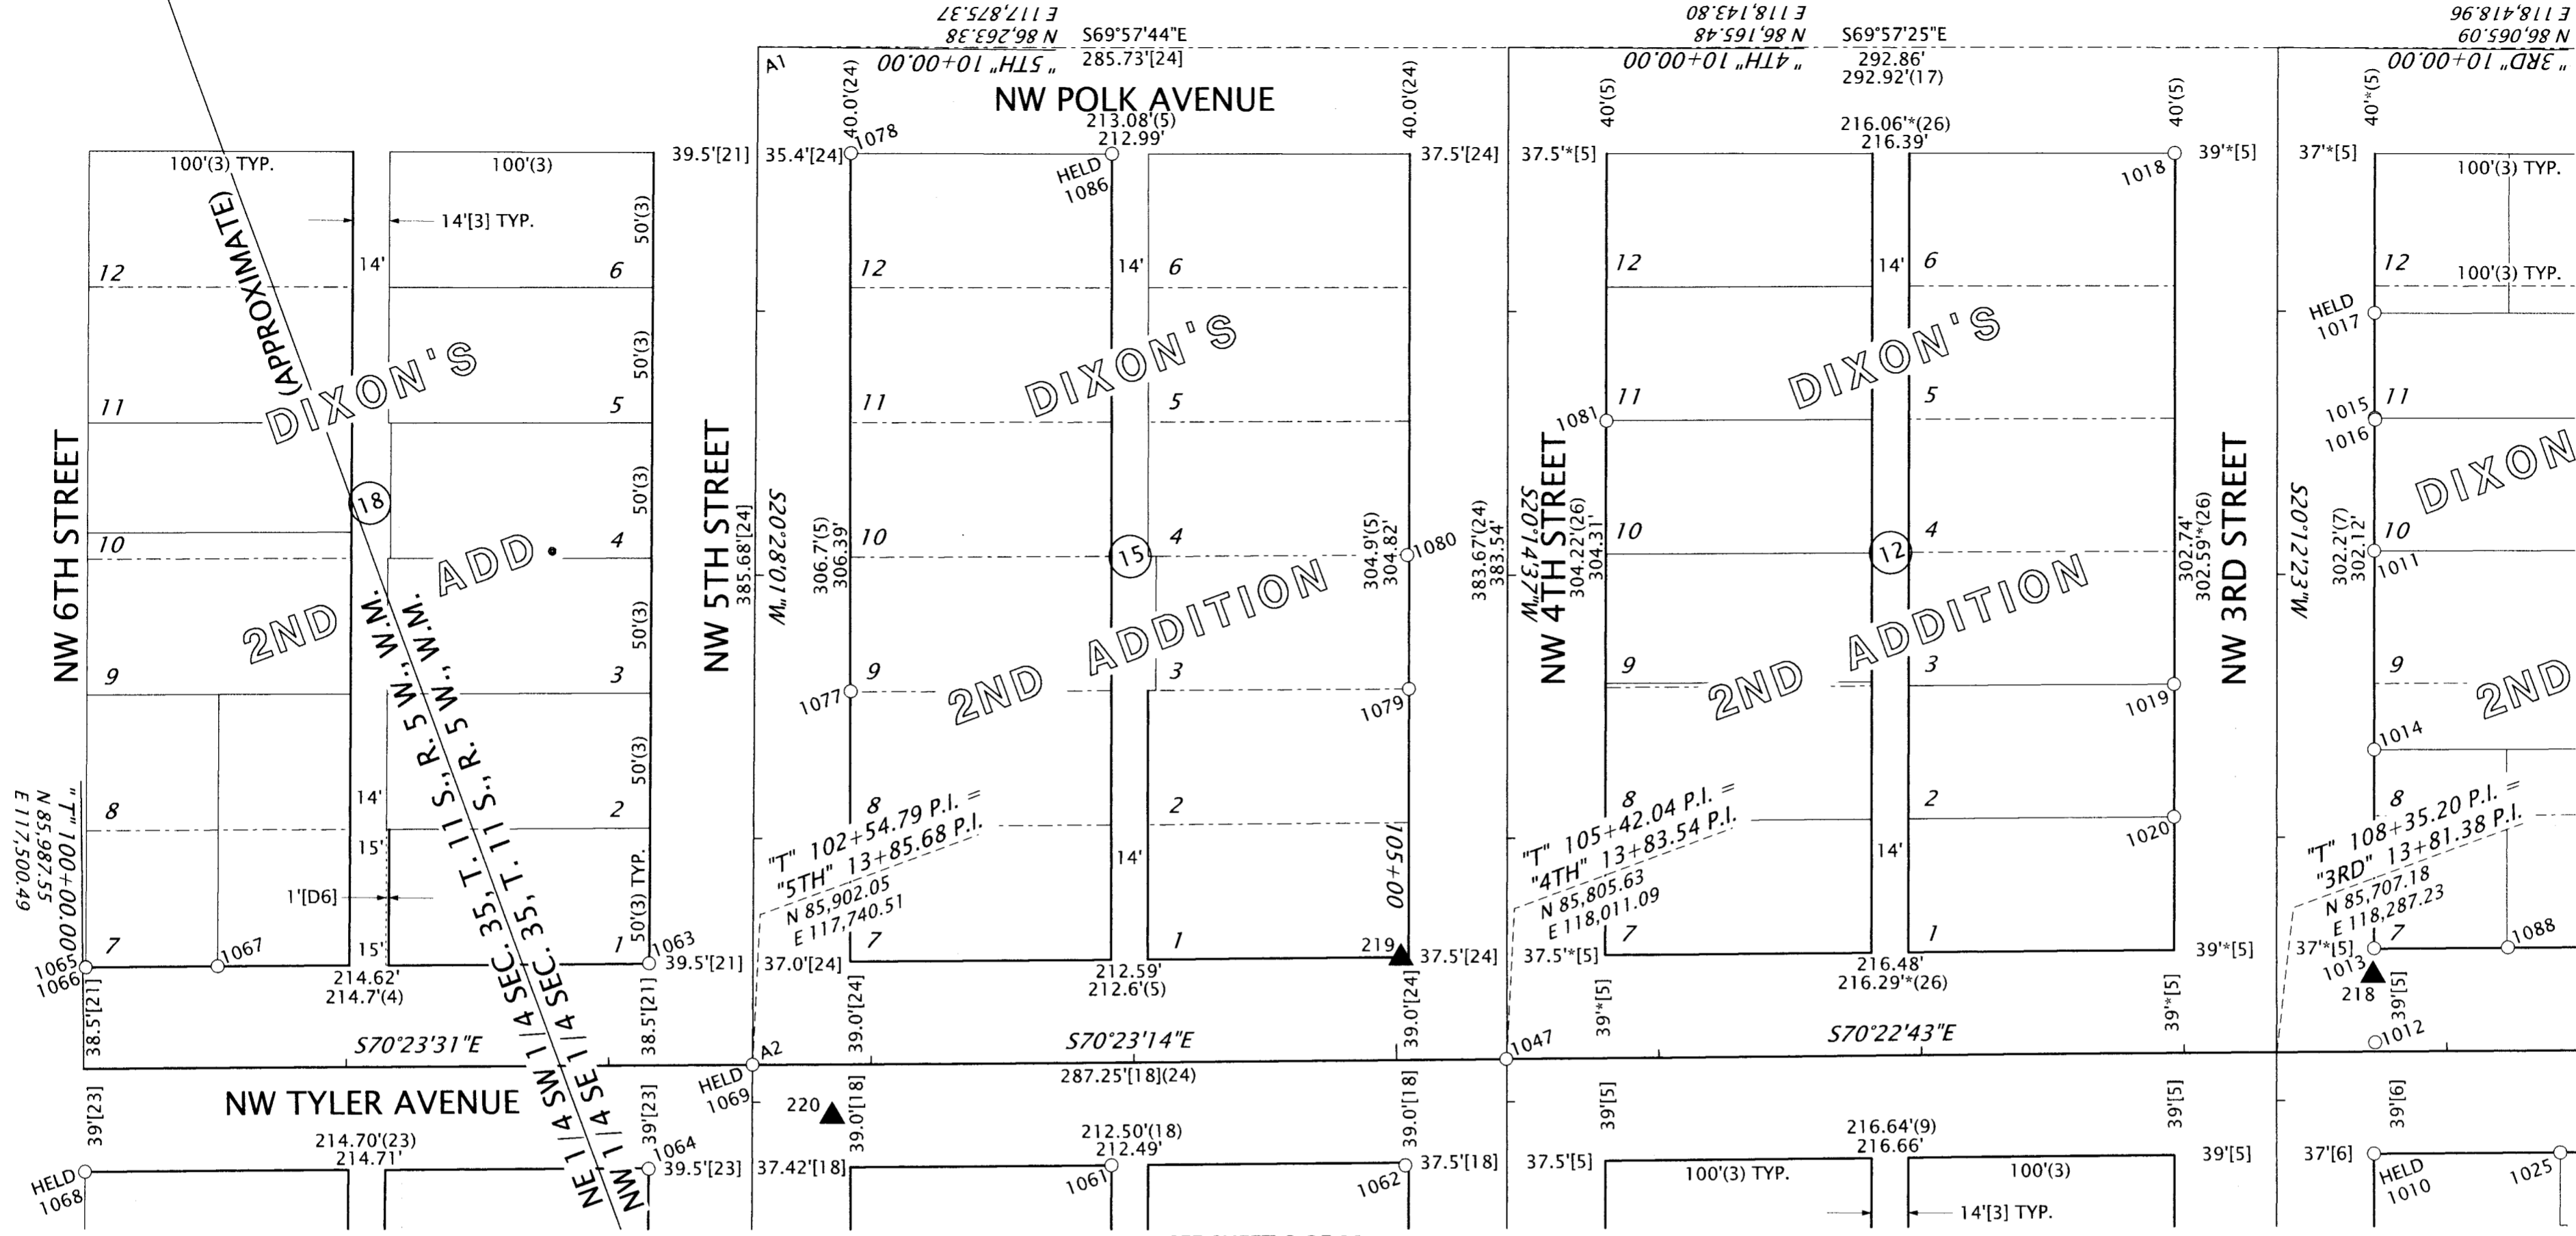 E 117,875.37
N 86,263.38
"5TH" 10+00.00
S69°57'44"E
285.73'[24]
E 118,143.80
N 86,165.48
"4TH" 10+00.00
S69°57'25"E
292.86'
292.92'(17)
E 118,418.96
N 86,065.09
"3RD" 10+00.00
A1
40.0'(24)
NW POLK AVENUE
40.0'(24)
40'(5)
40'(5)
40'*(5)
213.08'(5)
212.99'
216.06'*(26)
216.39'
100'(3) TYP.
100'(3)
39.5'[21]
35.4'[24]
1078
HELD
1086
37.5'[24]
37.5'*[5]
1018
39'*[5]
37'*[5]
100'(3) TYP.
14'[3] TYP.
50'(3)
(APPROXIMATE)
12
14'
6
12
14'
6
12
14'
6
12
100'(3) TYP.
HELD
1017
DIXON'S
50'(3)
DIXON'S
DIXON'S
11
5
11
5
1081
11
5
1015
1016
11
DIXON
NW 6TH STREET
18
50'(3)
NW 5TH STREET
385.68'[24]
S20°28'01"W
306.7'(5)
306.39'
10
4
10
15
4
304.9'(5)
304.82'
1080
383.67'(24)
383.54'
S20°14'37"W
NW 4TH STREET
304.22'(26)
304.31'
10
12
4
302.74'
302.59'*(26)
NW 3RD STREET
S20°12'23"W
302.2'(7)
302.12'
10
1011
2ND ADD.
50'(3)
2ND ADDITION
2ND ADDITION
2ND
9
3
1077
9
3
1079
9
3
1019
9
1014
50'(3)
"T" 100+00.00
N 85,987.55
E 117,500.49
8
14'
2
8
2
8
2
1020
8
15'
1'[D6]
15'
50'(3) TYP.
"T" 102+54.79 P.I. =
"5TH" 13+85.68 P.I.
N 85,902.05
E 117,740.51
14'
105+00
"T" 105+42.04 P.I. =
"4TH" 13+83.54 P.I.
N 85,805.63
E 118,011.09
14'
"T" 108+35.20 P.I. =
"3RD" 13+81.38 P.I.
N 85,707.18
E 118,287.23
7
1067
1
1063
7
1
219
7
1
7
1088
1065
1066
214.62'
214.7'(4)
39.5'[21]
37.0'[24]
212.59'
212.6'(5)
37.5'[24]
37.5'*[5]
216.48'
216.29'*(26)
39'*[5]
37'*[5]
1013
218
38.5'[21]
38.5'[21]
39.0'[24]
39.0'[24]
39'*[5]
39'*[5]
39'[5]
1012
S70°23'31"E
A2
S70°23'14"E
1047
S70°22'43"E
NE 1/4 SW 1/4 SEC. 35, T. 11 S., R. 5 W., W.M.
NW 1/4 SE 1/4 SEC. 35, T. 11 S., R. 5 W., W.M.
39'[23]
NW TYLER AVENUE
39'[23]
HELD
1069
220
39.0'[18]
287.25'[18](24)
39.0'[18]
39'[5]
39'[5]
39'[6]
214.70'(23)
214.71'
212.50'(18)
212.49'
216.64'(9)
216.66'
HELD
1068
1064
39.5'[23]
37.42'[18]
1061
1062
37.5'[18]
37.5'[5]
100'(3) TYP.
100'(3)
39'[5]
37'[6]
HELD
1010
1025
14'[3] TYP.